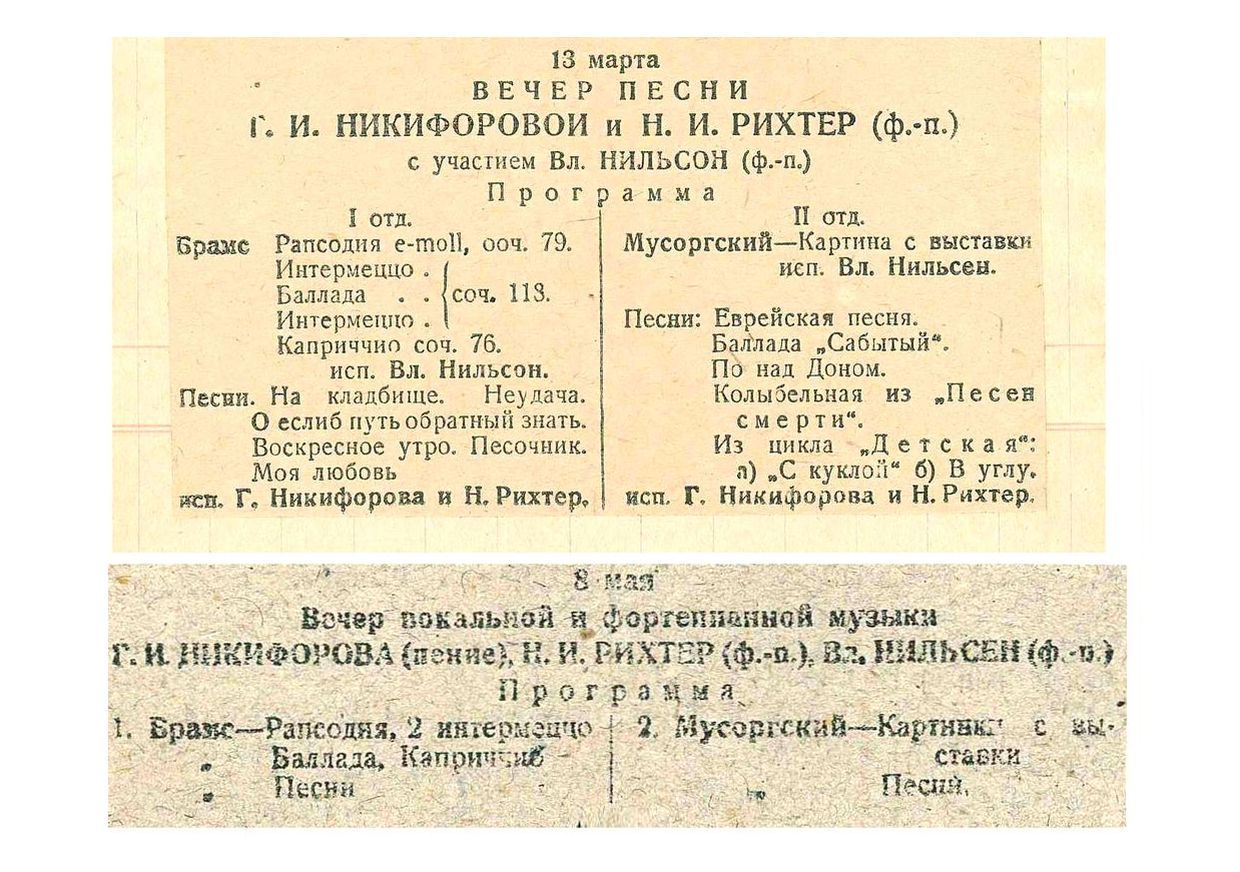 13 марта
ВЕЧЕР ПЕСНИ
Г. И. НИКИФОРОВОИ и Н. И. РИХТЕР (ф.-п.)
с участием Вл. НИЛЬСОН (ф.-п.)
Программа
I отд.
Брамс Рапсодия e-moll, ооч. 79.
Интермеццо .
Баллада . . соч. 113.
Интермеццо .
Каприччио соч. 76.
исп. Вл. Нильсон.
Песни. На кладбище. Неудача.
О еслиб путь обратный знать.
Воскресное утро. Песочник.
Моя любовь
исп. Г. Никифорова и Н. Рихтер.
II отд.
Мусоргский—Картина с выставки
исп. Вл. Нильсен.
Песни: Еврейская песня.
Баллада „Сабытый“.
По над Доном.
Колыбельная из „Песен
смерти“.
Из цикла „Детская“:
а) „С куклой“ б) В углу.
исп. Г. Никифорова и Н. Рихтер.
8 мая
Вечер вокальной и фортепианной музыки
Г. И. НИКИФОРОВА (пение), Н. И. РИХТЕР (ф.-п.), Вл. НИЛЬСЕН (ф.-п.)
Программа
1. Брамс—Рапсодия, 2 интермеццо
„ Баллада, Каприччио
„ Песни
2. Мусоргский—Картинки с вы-
ставки
„ Песни.